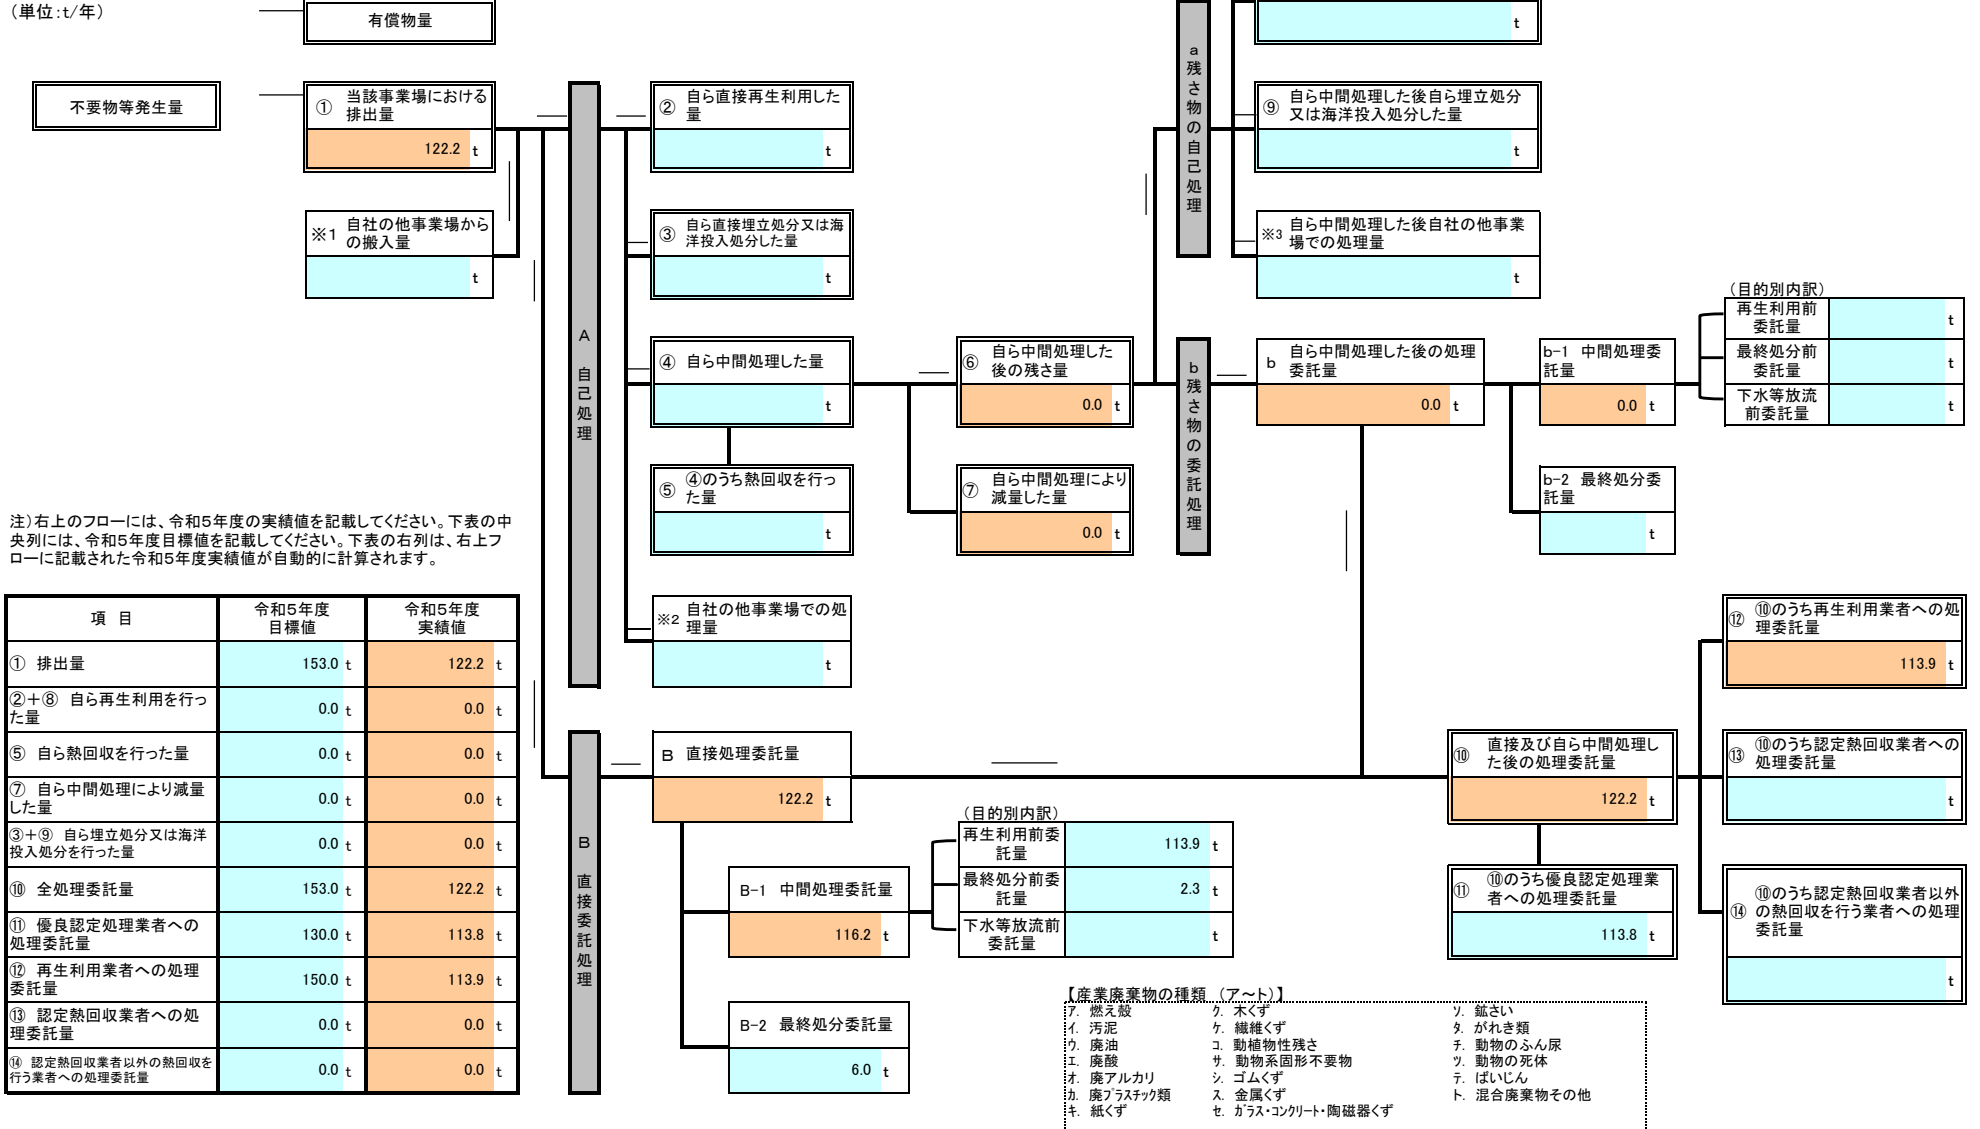 (単位:t/年)
有償物量
t
不要物等発生量
① 当該事業場における
排出量
122.2 t
※1 自社の他事業場から
の搬入量
t
A 自己処理
② 自ら直接再生利用した
量
t
③ 自ら直接埋立処分又は海
洋投入処分した量
t
④ 自ら中間処理した量
t
⑤ ④のうち熱回収を行っ
た量
t
※2 自社の他事業場での処
理量
t
⑥ 自ら中間処理した
後の残さ量
0.0 t
⑦ 自ら中間処理により
減量した量
0.0 t
a 残さ物の自己処理
⑨ 自ら中間処理した後自ら埋立処分
又は海洋投入処分した量
t
※3 自ら中間処理した後自社の他事業
場での処理量
t
b 残さ物の委託処理
b 自ら中間処理した後の処理
委託量
0.0 t
b-1 中間処理委
託量
0.0 t
b-2 最終処分委
託量
t
(目的別内訳)
再生利用前
委託量
t
最終処分前
委託量
t
下水等放流
前委託量
t
注)右上のフローには、令和5年度の実績値を記載してください。下表の中
央列には、令和5年度目標値を記載してください。下表の右列は、右上フ
ローに記載された令和5年度実績値が自動的に計算されます。
項 目 令和5年度
目標値 令和5年度
実績値
① 排出量 153.0 t 122.2 t
②+⑧ 自ら再生利用を行っ
た量 0.0 t 0.0 t
⑤ 自ら熱回収を行った量 0.0 t 0.0 t
⑦ 自ら中間処理により減量
した量 0.0 t 0.0 t
③+⑨ 自ら埋立処分又は海洋
投入処分を行った量 0.0 t 0.0 t
⑩ 全処理委託量 153.0 t 122.2 t
⑪ 優良認定処理業者への
処理委託量 130.0 t 113.8 t
⑫ 再生利用業者への処理
委託量 150.0 t 113.9 t
⑬ 認定熱回収業者への処
理委託量 0.0 t 0.0 t
⑭ 認定熱回収業者以外の熱回収を
行う業者への処理委託量 0.0 t 0.0 t
B 直接委託処理
B 直接処理委託量
122.2 t
B-1 中間処理委託量
116.2 t
B-2 最終処分委託量
6.0 t
(目的別内訳)
再生利用前委
託量 113.9 t
最終処分前委
託量 2.3 t
下水等放流前
委託量 t
⑩ 直接及び自ら中間処理し
た後の処理委託量
122.2 t
⑪ ⑩のうち優良認定処理業
者への処理委託量
113.8 t
⑫ ⑩のうち再生利用業者への処
理委託量
113.9 t
⑬ ⑩のうち認定熱回収業者への
処理委託量
t
⑭ ⑩のうち認定熱回収業者以外
の熱回収を行う業者への処理
委託量
t
【産業廃棄物の種類 (ア~ト)】
ア. 燃え殻 ク. 木くず ソ. 鉱さい
イ. 汚泥 ケ. 繊維くず タ. がれき類
ウ. 廃油 コ. 動植物性残さ チ. 動物のふん尿
エ. 廃酸 サ. 動物系固形不要物 ツ. 動物の死体
オ. 廃アルカリ シ. ゴムくず テ. ばいじん
カ. 廃プラスチック類 ス. 金属くず ト. 混合廃棄物その他
キ. 紙くず セ. ガラス・コンクリート・陶磁器くず